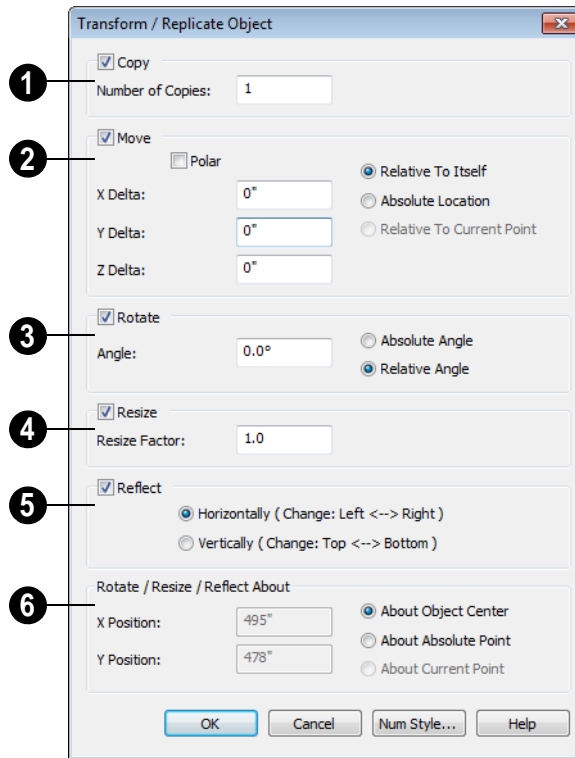 Transform / Replicate Object
1
Copy
Number of Copies: 1
2
Move
Polar
Relative To Itself
X Delta: 0"
Absolute Location
Y Delta: 0"
Relative To Current Point
Z Delta: 0"
3
Rotate
Absolute Angle
Angle: 0.0°
Relative Angle
4
Resize
Resize Factor: 1.0
5
Reflect
Horizontally ( Change: Left <--> Right )
Vertically ( Change: Top <--> Bottom )
6
Rotate / Resize / Reflect About
About Object Center
X Position: 495"
About Absolute Point
Y Position: 478"
About Current Point
OK Cancel Num Style... Help